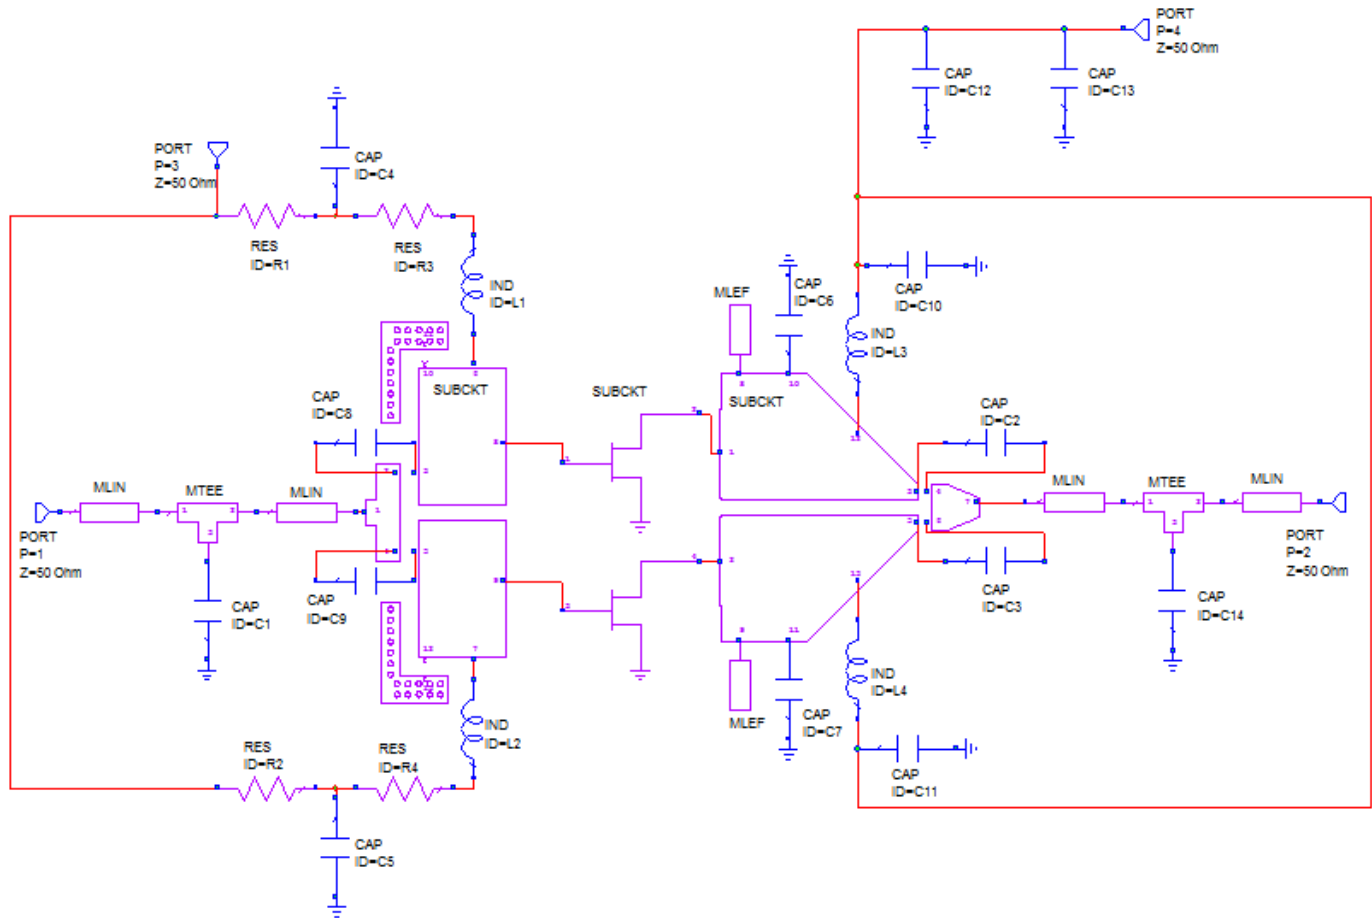 PORT
P=4
Z=50 Ohm
CAP
ID=C12
CAP
ID=C13
PORT
P=3
Z=50 Ohm
CAP
ID=C4
RES
ID=R1
RES
ID=R3
IND
ID=L1
MLEF
CAP
ID=C6
CAP
ID=C10
IND
ID=L3
SUBCKT
SUBCKT
SUBCKT
CAP
ID=C8
CAP
ID=C2
MLIN
MTEE
MLIN
MLIN
MTEE
MLIN
PORT
P=1
Z=50 Ohm
PORT
P=2
Z=50 Ohm
CAP
ID=C9
CAP
ID=C3
CAP
ID=C1
CAP
ID=C14
IND
ID=L4
MLEF
CAP
ID=C7
IND
ID=L2
RES
ID=R2
RES
ID=R4
CAP
ID=C11
CAP
ID=C5